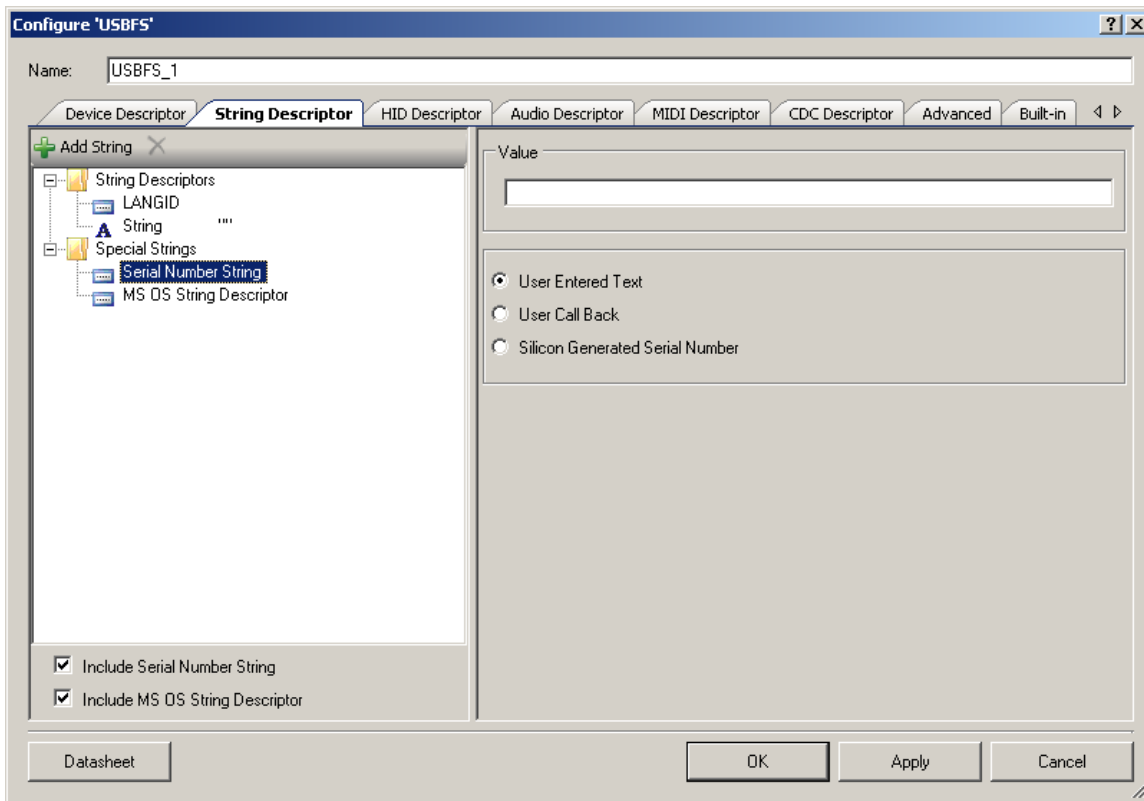 Configure 'USBFS'
Name: USBFS_1
Device Descriptor String Descriptor HID Descriptor Audio Descriptor MIDI Descriptor CDC Descriptor Advanced Built-in
Add String
Value
String Descriptors
LANGID
String ""
Special Strings
Serial Number String
MS OS String Descriptor
User Entered Text
User Call Back
Silicon Generated Serial Number
Include Serial Number String
Include MS OS String Descriptor
Datasheet OK Apply Cancel